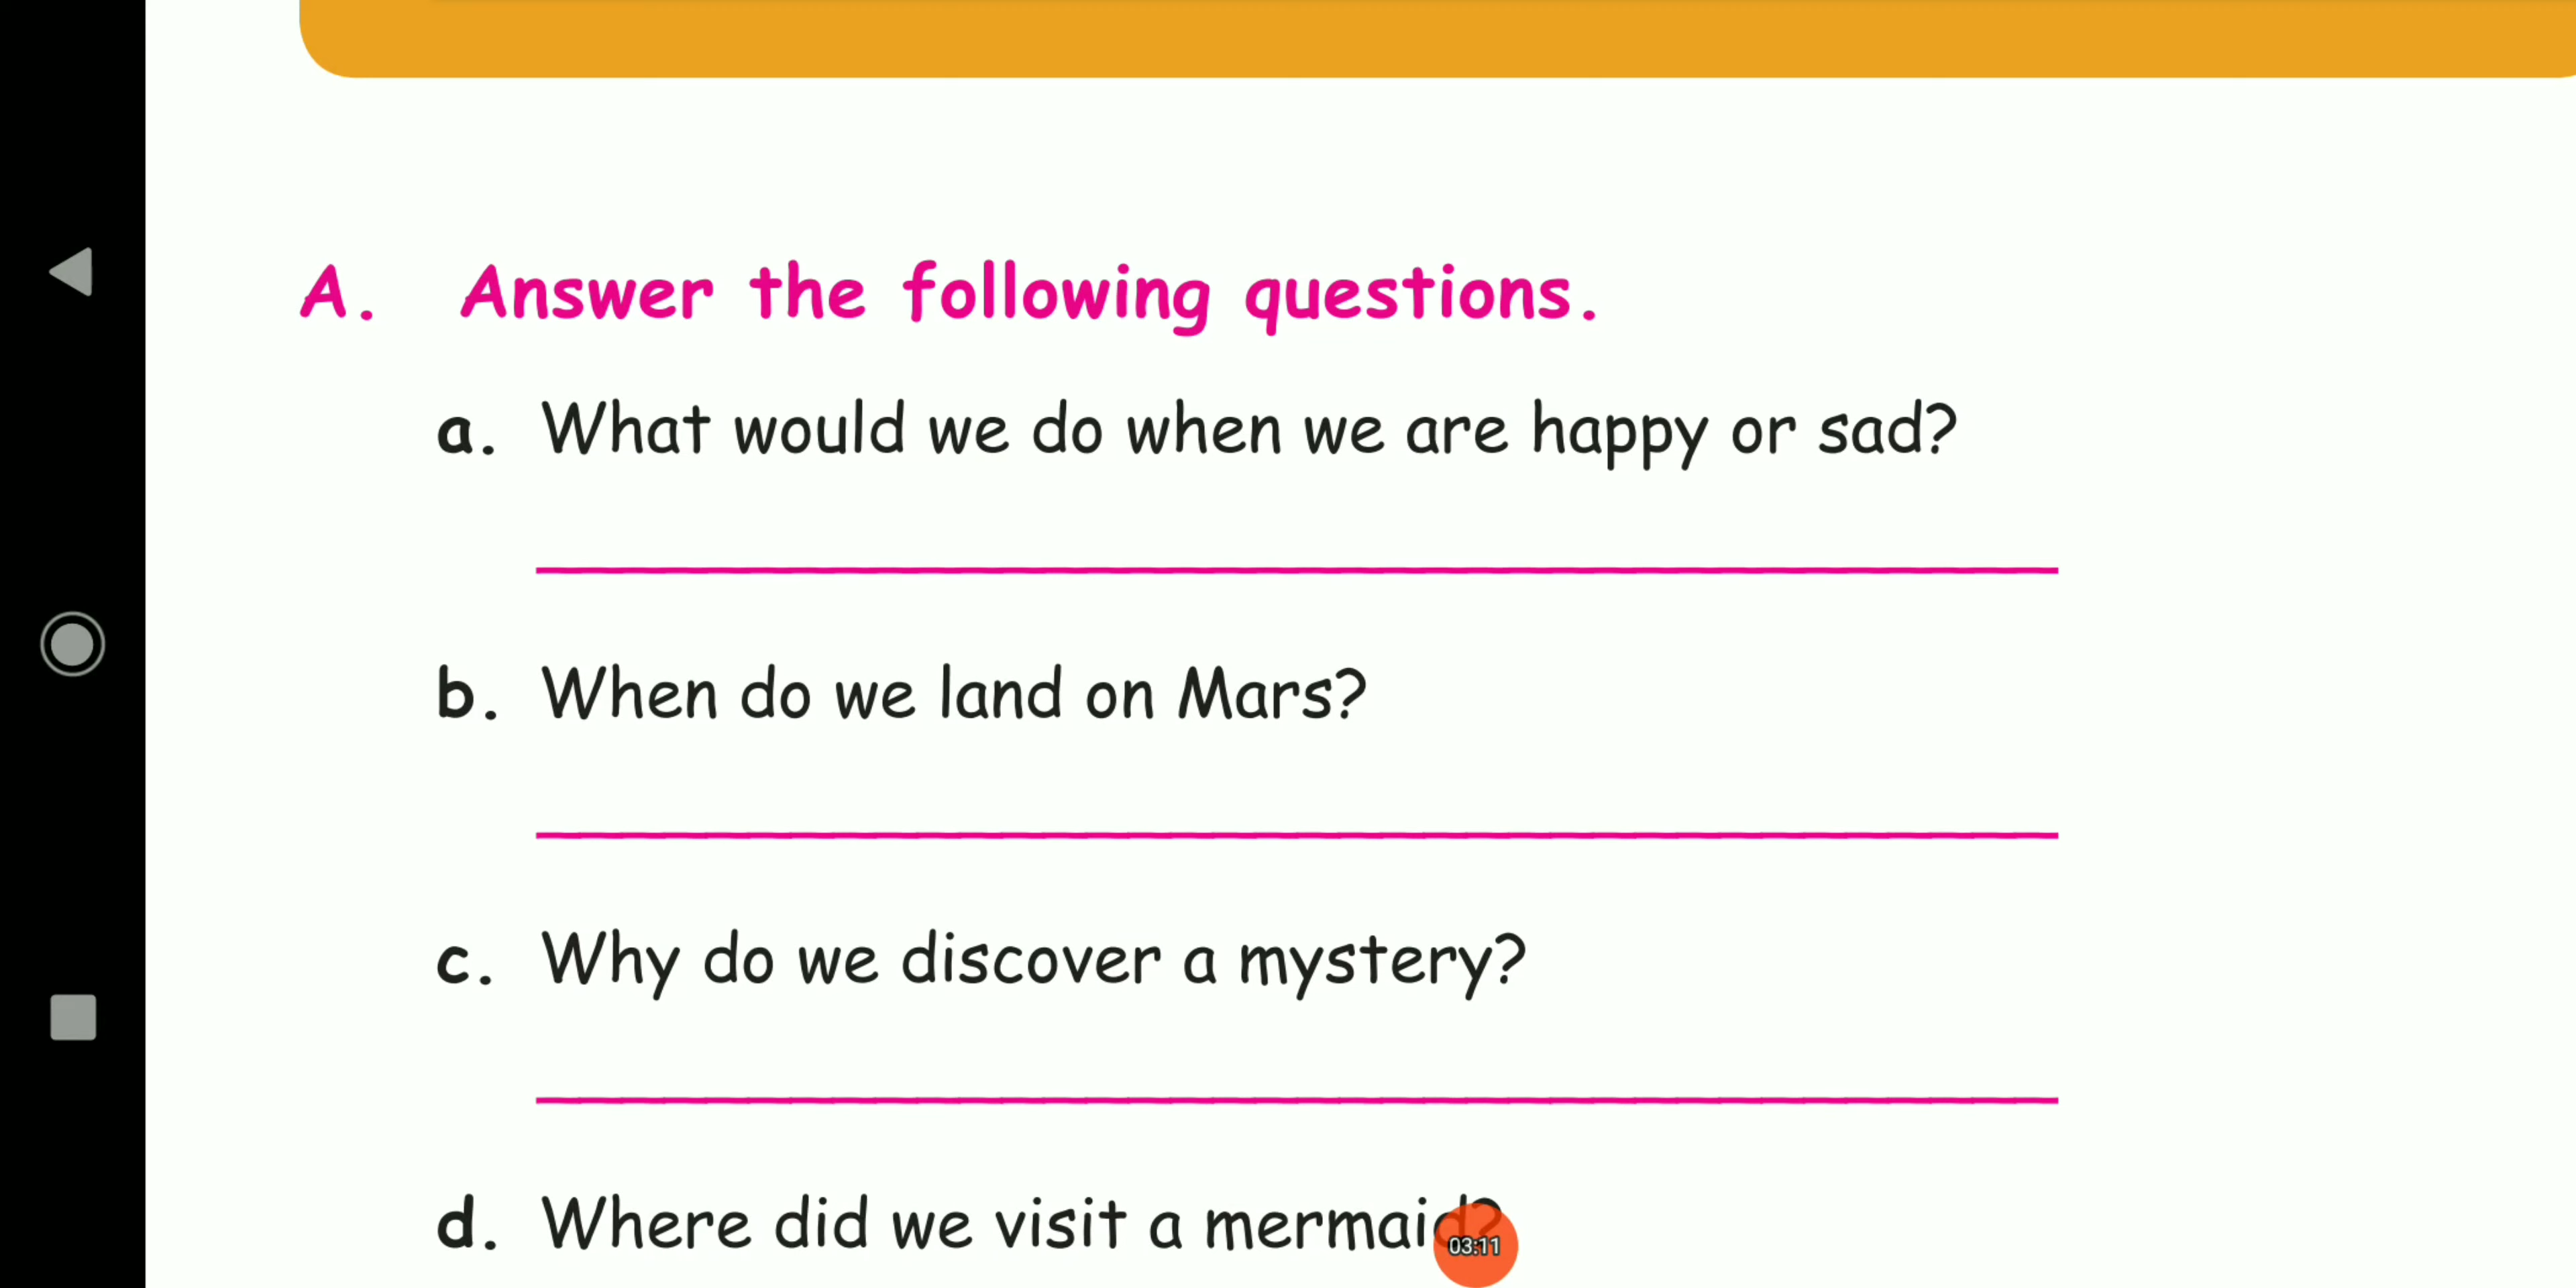 A. Answer the following questions.
a. What would we do when we are happy or sad?
b. When do we land on Mars?
c. Why do we discover a mystery?
d. Where did we visit a mermaid?
03:11